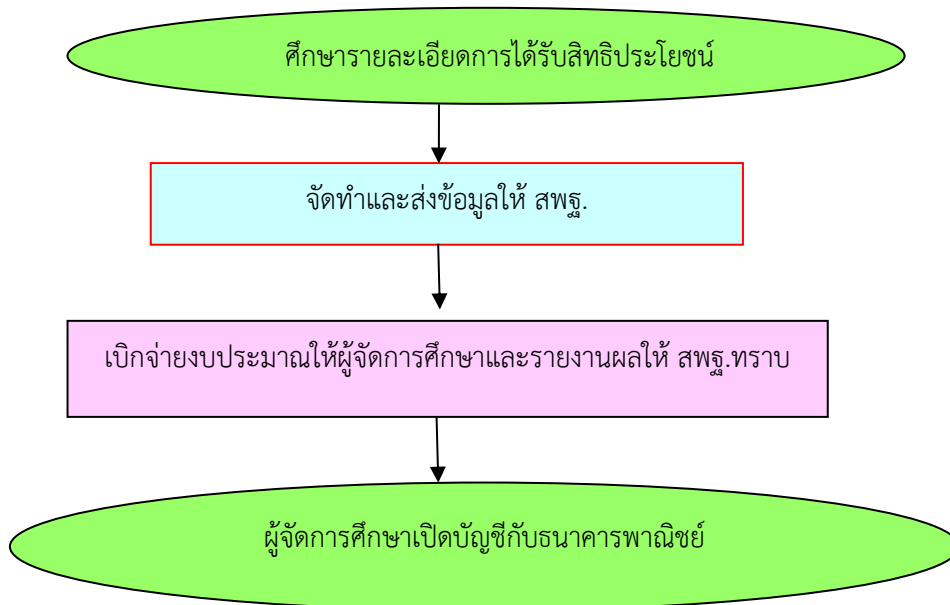 ศึกษารายละเอียดการได้รับสิทธิประโยชน์
จัดทำและส่งข้อมูลให้ สพฐ.
เบิกจ่ายงบประมาณให้ผู้จัดการศึกษาและรายงานผลให้ สพฐ.ทราบ
ผู้จัดการศึกษาเปิดบัญชีกับธนาคารพาณิชย์